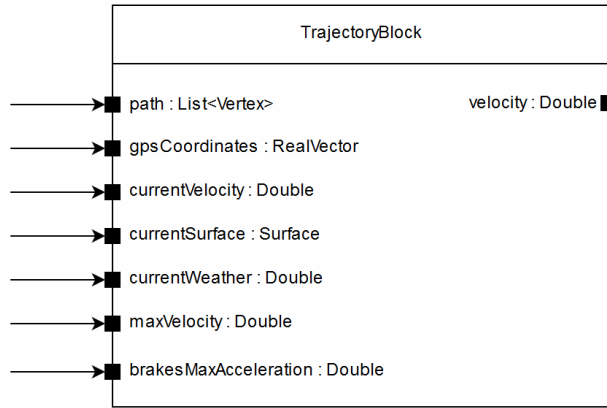 TrajectoryBlock
path : List<Vertex>
velocity : Double
gpsCoordinates : RealVector
currentVelocity : Double
currentSurface : Surface
currentWeather : Double
maxVelocity : Double
brakesMaxAcceleration : Double